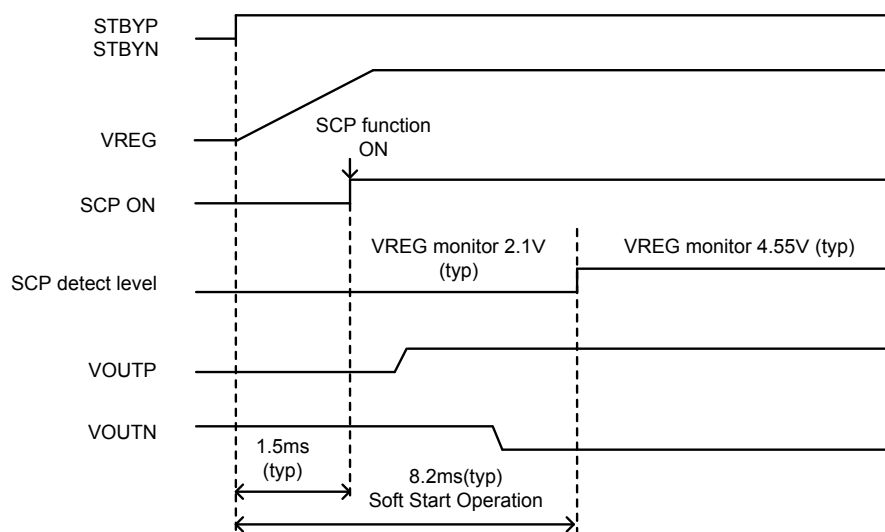 STBYP
STBYN
VREG
SCP function
ON
SCP ON
VREG monitor 2.1V
(typ)
VREG monitor 4.55V (typ)
SCP detect level
VOUTP
VOUTN
1.5ms
(typ)
8.2ms(typ)
Soft Start Operation